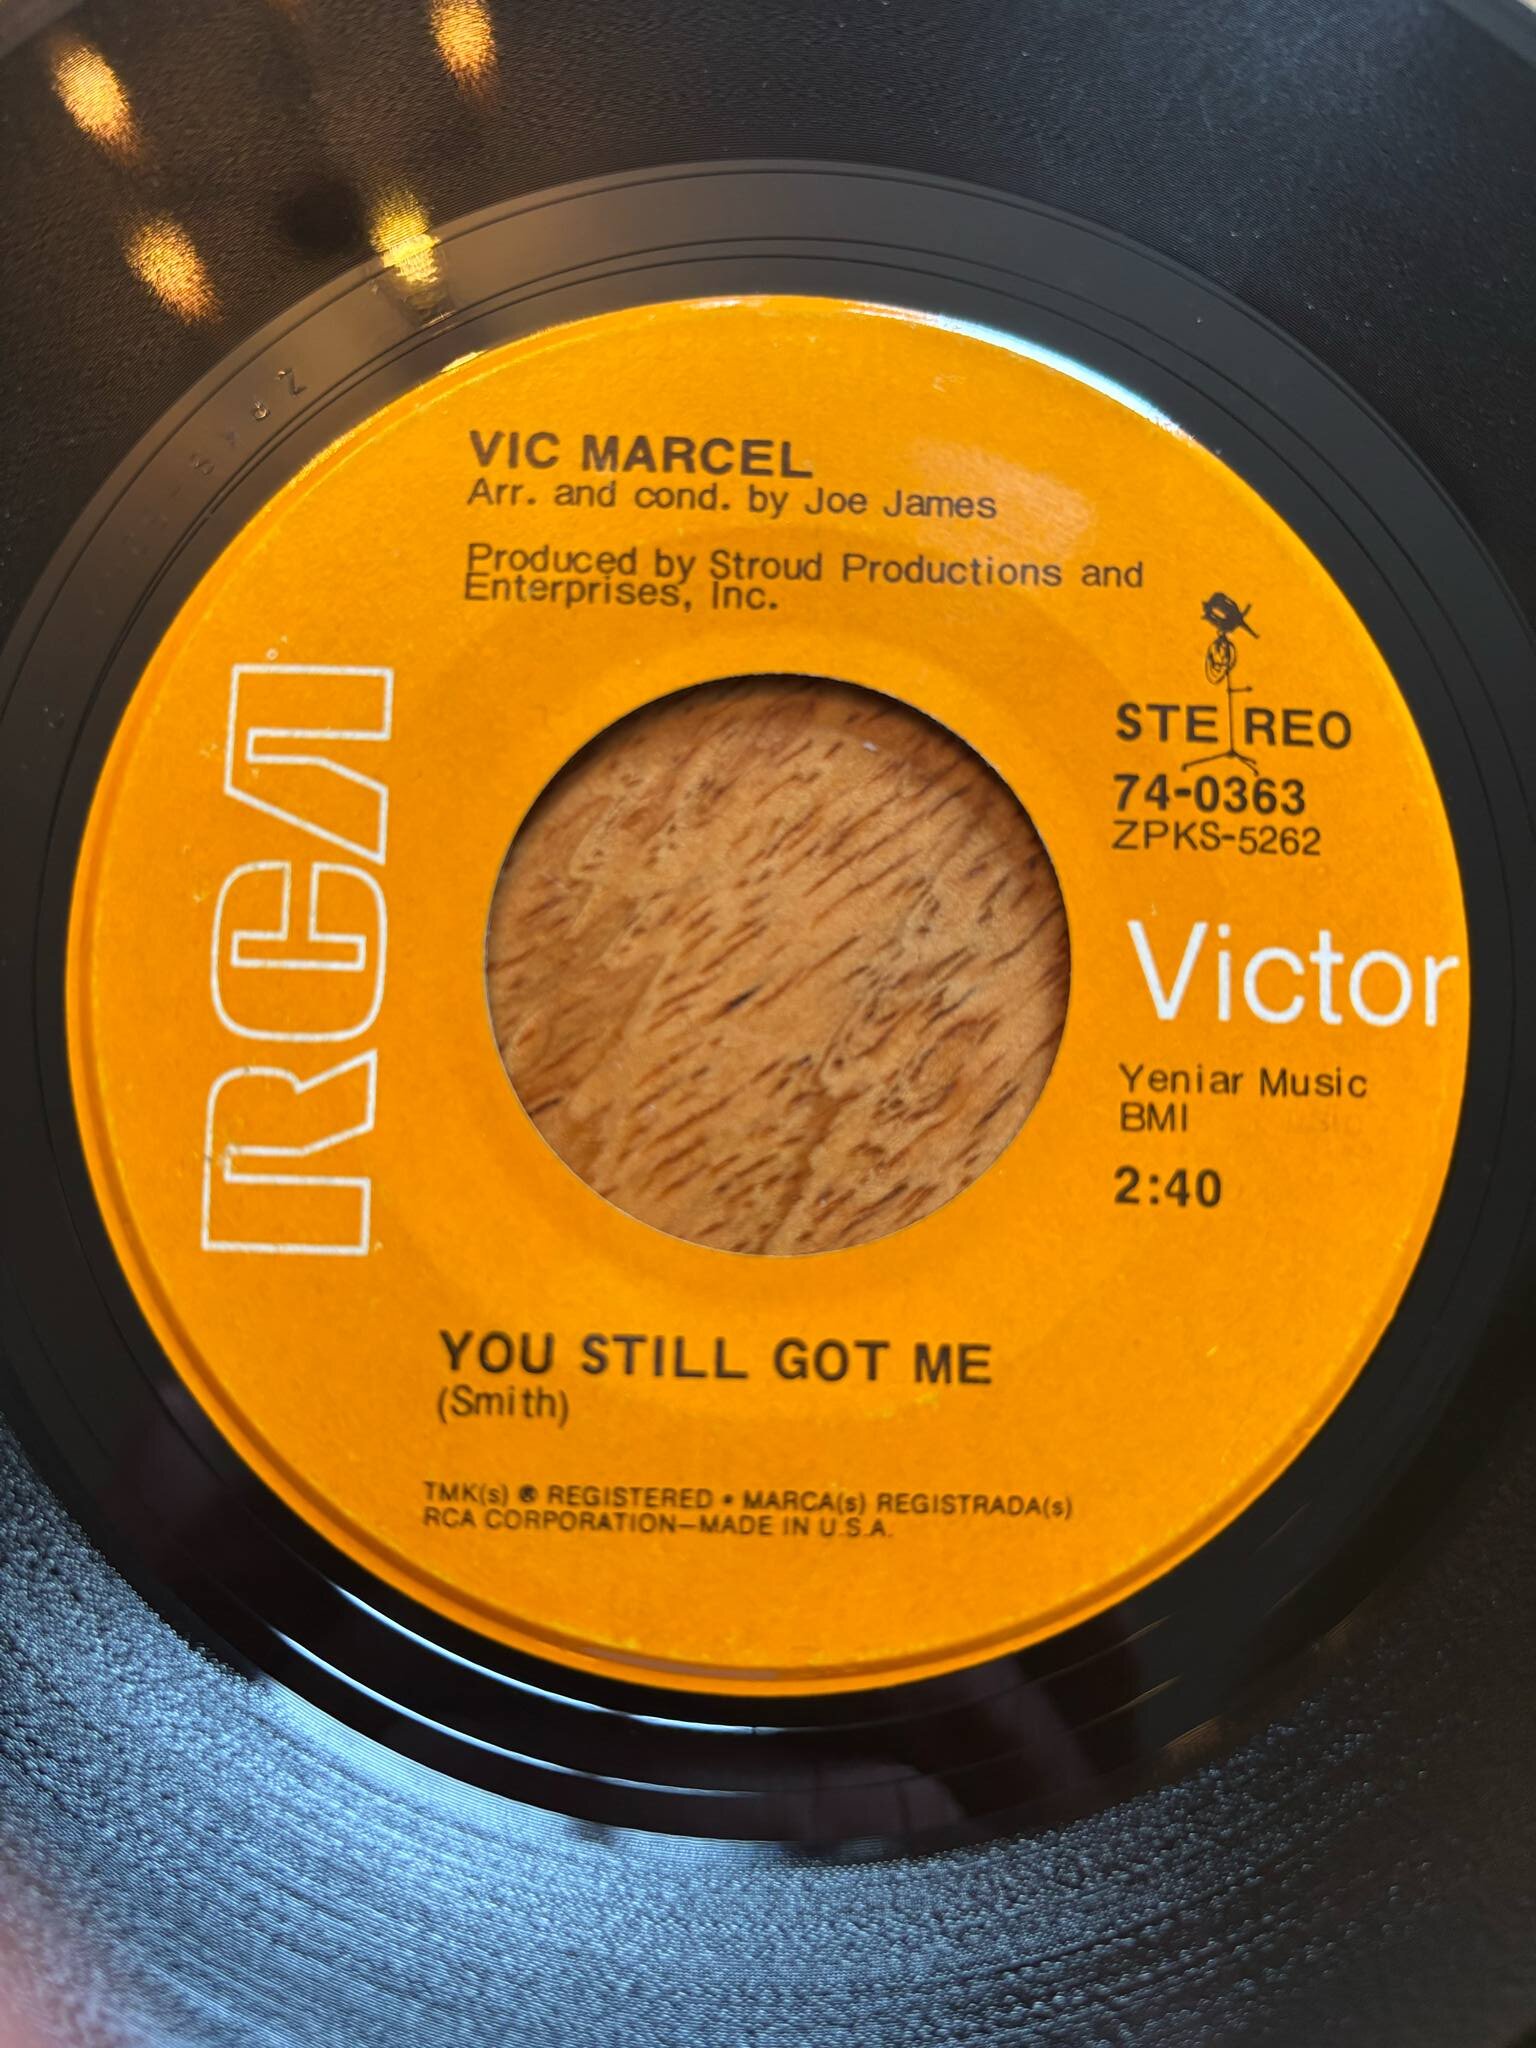 VIC MARCEL
Arr. and cond. by Joe James
Produced by Stroud Productions and
Enterprises, Inc.
RCA
STEREO
74-0363
ZPKS-5262
Victor
Yeniar Music
BMI
2:40
YOU STILL GOT ME
(Smith)
TMK(s) ® REGISTERED • MARCA(s) REGISTRADA(s)
RCA CORPORATION—MADE IN U.S.A.